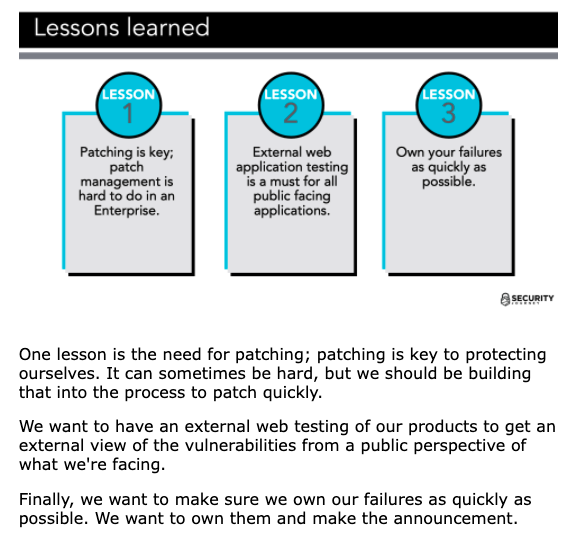 Lessons learned
LESSON
1
Patching is key;
patch
management is
hard to do in an
Enterprise.
LESSON
2
External web
application testing
is a must for all
public facing
applications.
LESSON
3
Own your failures
as quickly as
possible.
SECURITY
JOURNEY
One lesson is the need for patching; patching is key to protecting
ourselves. It can sometimes be hard, but we should be building
that into the process to patch quickly.
We want to have an external web testing of our products to get an
external view of the vulnerabilities from a public perspective of
what we're facing.
Finally, we want to make sure we own our failures as quickly as
possible. We want to own them and make the announcement.